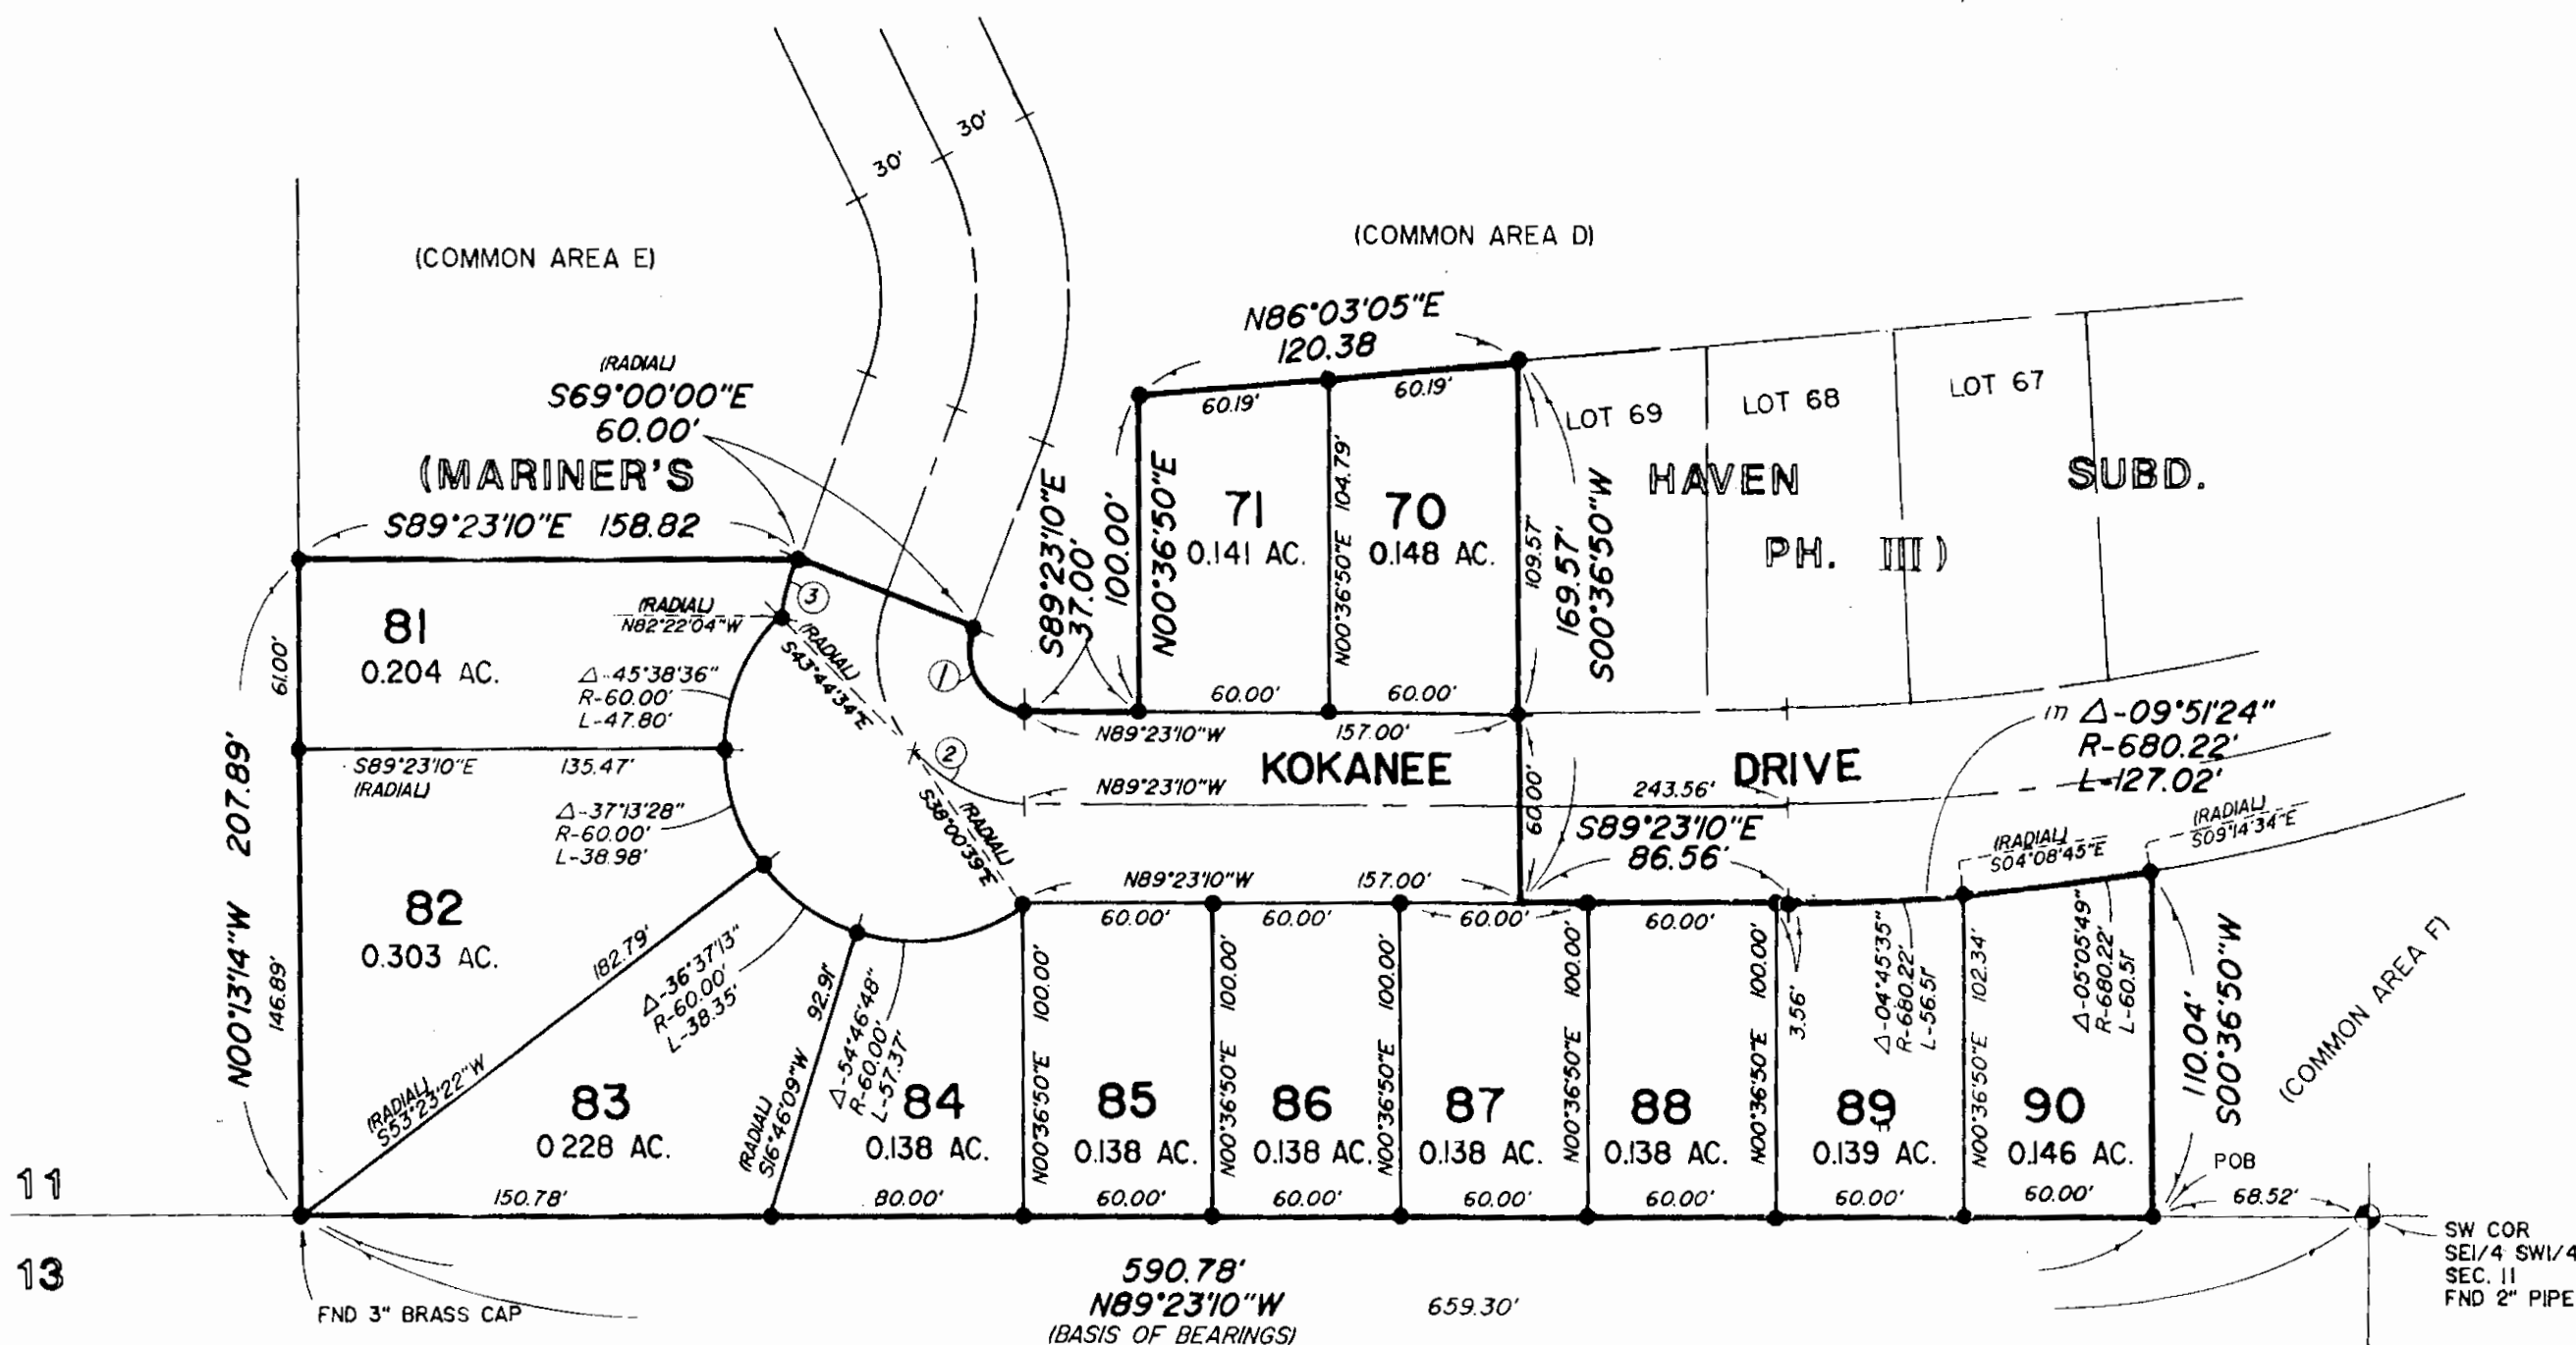 30'
30'
(COMMON AREA E)
(COMMON AREA D)
N86°03'05"E
120.38
60.19'
60.19'
(RADIAL)
S69°00'00"E
60.00'
(MARINER'S
HAVEN
SUBD.
PH. III)
LOT 69
LOT 68
LOT 67
S89°23'10"E 158.82
81
0.204 AC.
61.00'
(RADIAL)
N82°22'04"W
3
(RADIAL)
S43°44'34"E
△-45°38'36"
R-60.00'
L-47.80'
1
S89°23'10"E
37.00'
100.00'
N00°36'50"E
71
0.141 AC.
N00°36'50"E 104.79'
70
0.148 AC.
109.57'
169.57'
S00°36'50"W
60.00'
60.00'
N89°23'10"W
157.00'
N00°13'14"W 207.89'
S89°23'10"E 135.47'
(RADIAL)
2
KOKANEE
DRIVE
N89°23'10"W
243.56'
△-09°51'24"
R-680.22'
L-127.02'
△-37°13'28"
R-60.00'
L-38.98'
(RADIAL)
S38°00'39"E
60.00'
S89°23'10"E
86.56'
(RADIAL)
S04°08'45"E
(RADIAL)
S09°14'34"E
N89°23'10"W
157.00'
60.00'
60.00'
60.00'
60.00'
82
0.303 AC.
146.89'
182.79'
(RADIAL)
S53°23'22"W
△-36°37'13"
R-60.00'
L-38.35'
92.91'
(RADIAL)
S16°46'09"W
△-54°46'48"
R-60.00'
L-57.37'
N00°36'50"E 100.00'
N00°36'50"E 100.00'
N00°36'50"E 100.00'
N00°36'50"E 100.00'
N00°36'50"E 100.00'
3.56'
△-04°45'35"
R-680.22'
L-56.51'
N00°36'50"E 102.34'
△-05°05'49"
R-680.22'
L-60.51'
110.04'
S00°36'50"W
(COMMON AREA F)
83
0 228 AC.
84
0.138 AC.
85
0.138 AC.
86
0.138 AC.
87
0.138 AC.
88
0.138 AC.
89
0.139 AC.
90
0.146 AC.
POB
68.52'
11
13
150.78'
80.00'
60.00'
60.00'
60.00'
60.00'
60.00'
60.00'
SW COR
SE1/4 SW1/4
SEC. 11
FND 2" PIPE
FND 3" BRASS CAP
590.78'
N89°23'10"W
(BASIS OF BEARINGS)
659.30'